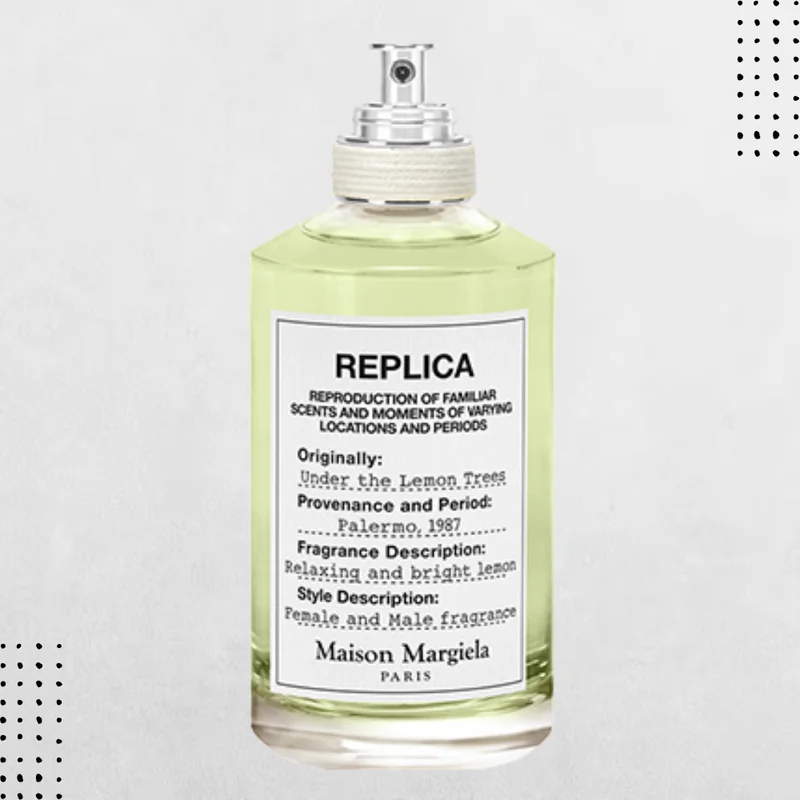 REPLICA
REPRODUCTION OF FAMILIAR
SCENTS AND MOMENTS OF VARYING
LOCATIONS AND PERIODS
Originally:
Under the Lemon Trees
Provenance and Period:
Palermo, 1987
Fragrance Description:
Relaxing and bright lemon
Style Description:
Female and Male fragrance
Maison Margiela
PARIS